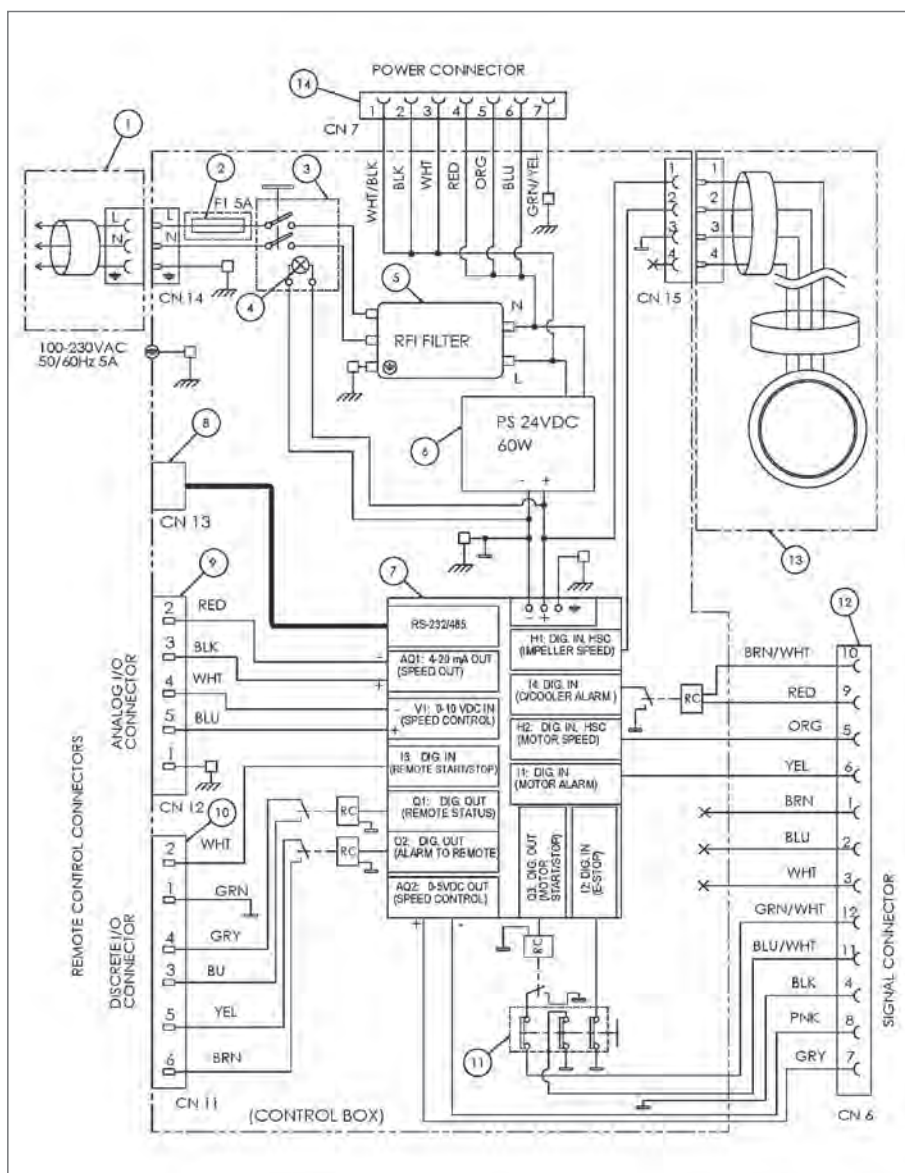 POWER CONNECTOR
14
1 2 3 4 5 6 7
CN 7
WHT/BLK
BLK
WHT
RED
ORG
BLU
GRN/YEL
1
L
N
L
N
CN 14
100-230VAC
50/60Hz 5A
2
F1 5A
3
4
5
RFI FILTER
N
L
6
PS 24VDC
60W
- +
1
2
3
4
1
2
3
4
CN 15
13
8
CN 13
REMOTE CONTROL CONNECTORS
ANALOG I/O
CONNECTOR
9
2 RED
3 BLK
4 WHT
5 BLU
1
CN 12
DISCRETE I/O
CONNECTOR
10
2 WHT
1 GRN
4 GRY
3 BU
5 YEL
6 BRN
CN 11
(CONTROL BOX)
7
RS-232/485
- AQ1: 4-20 mA OUT
+ (SPEED OUT)
- V1: 0-10 VDC IN
+ (SPEED CONTROL)
I3: DIG. IN
(REMOTE START/STOP)
Q1: DIG. OUT
(REMOTE STATUS)
RC
Q2: DIG. OUT
(ALARM TO REMOTE)
RC
AQ2: 0-5VDC OUT
(SPEED CONTROL)
+ -
- +
H1: DIG. IN, HSC
(IMPELLER SPEED)
I4: DIG. IN
(C/COOLER ALARM)
H2: DIG. IN, HSC
(MOTOR SPEED)
I1: DIG. IN
(MOTOR ALARM)
Q3: DIG. OUT
(MOTOR
START/STOP)
I2: DIG. IN
(E-STOP)
RC
11
RC
12
BRN/WHT 10
RED 9
ORG 5
YEL 6
BRN 1
BLU 2
WHT 3
GRN/WHT 12
BLU/WHT 11
BLK 4
PNK 8
GRY 7
CN 6
SIGNAL CONNECTOR